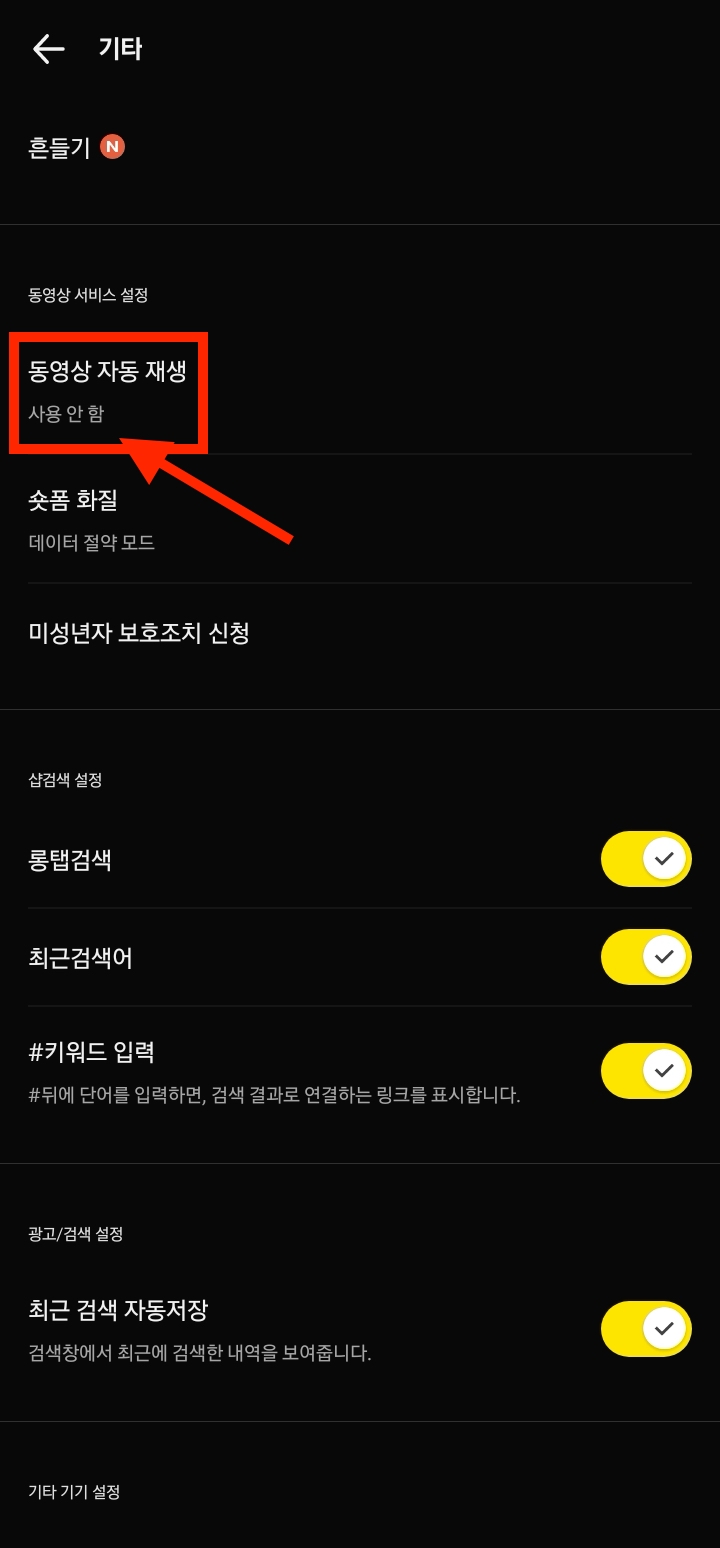 기타
흔들기 N
동영상 서비스 설정
동영상 자동 재생
사용 안 함
숏폼 화질
데이터 절약 모드
미성년자 보호조치 신청
샵검색 설정
롱탭검색
최근검색어
#키워드 입력
#뒤에 단어를 입력하면, 검색 결과로 연결하는 링크를 표시합니다.
광고/검색 설정
최근 검색 자동저장
검색창에서 최근에 검색한 내역을 보여줍니다.
기타 기기 설정